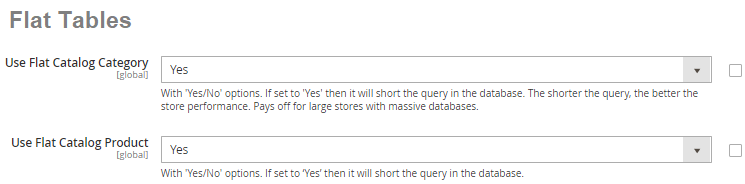 Flat Tables
Use Flat Catalog Category
[global]
Yes
With 'Yes/No' options. If set to 'Yes' then it will short the query in the database. The shorter the query, the better the
store performance. Pays off for large stores with massive databases.
Use Flat Catalog Product
[global]
Yes
With 'Yes/No' options. If set to 'Yes' then it will short the query in the database.